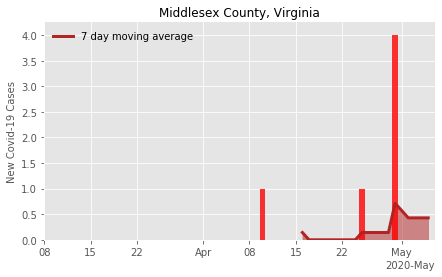 Middlesex County, Virginia
7 day moving average
New Covid-19 Cases
4.0
3.5
3.0
2.5
2.0
1.5
1.0
0.5
0.0
08 15 22 Apr 08 15 22 May
2020-May